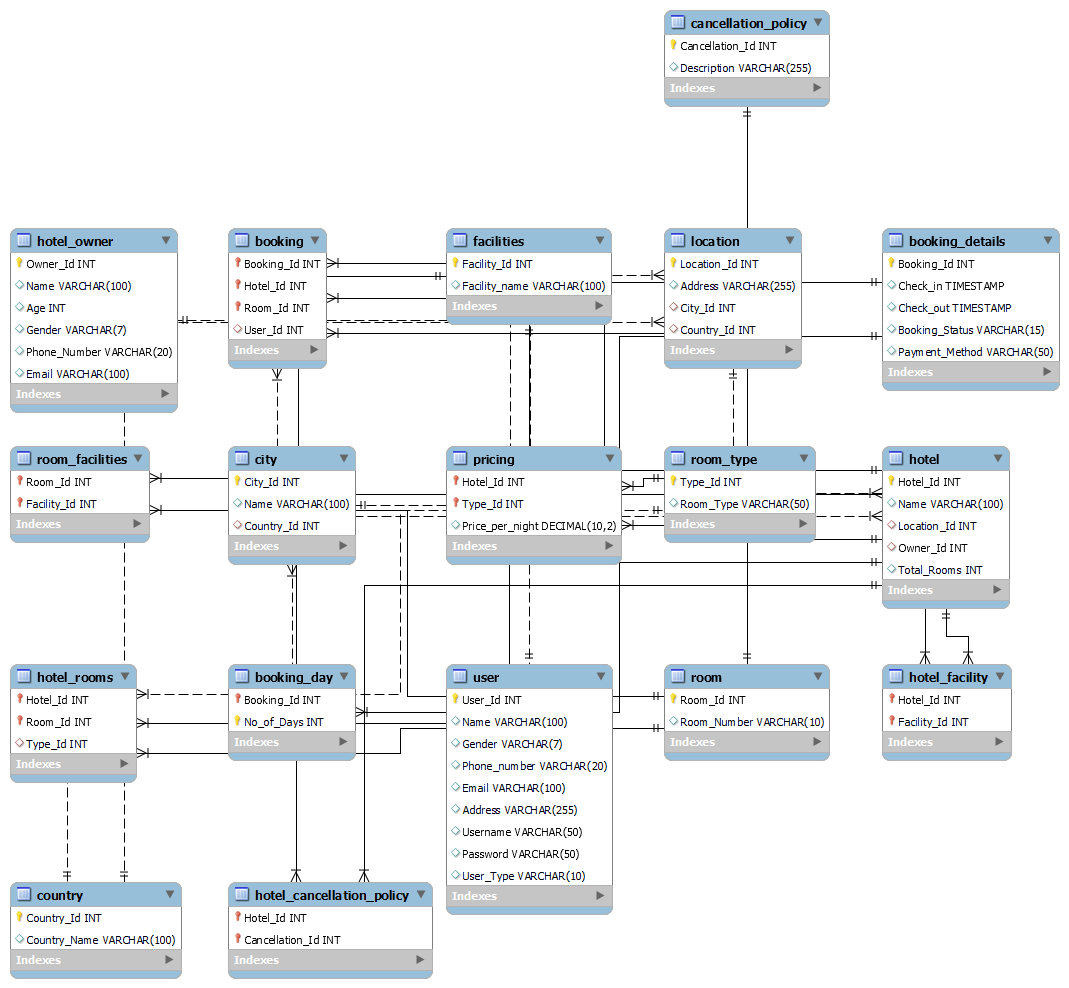 cancellation_policy
Cancellation_Id INT
Description VARCHAR(255)
Indexes
hotel_owner
Owner_Id INT
Name VARCHAR(100)
Age INT
Gender VARCHAR(7)
Phone_Number VARCHAR(20)
Email VARCHAR(100)
Indexes
booking
Booking_Id INT
Hotel_Id INT
Room_Id INT
User_Id INT
Indexes
facilities
Facility_Id INT
Facility_name VARCHAR(100)
Indexes
location
Location_Id INT
Address VARCHAR(255)
City_Id INT
Country_Id INT
Indexes
booking_details
Booking_Id INT
Check_in TIMESTAMP
Check_out TIMESTAMP
Booking_Status VARCHAR(15)
Payment_Method VARCHAR(50)
Indexes
room_facilities
Room_Id INT
Facility_Id INT
Indexes
city
City_Id INT
Name VARCHAR(100)
Country_Id INT
Indexes
pricing
Hotel_Id INT
Type_Id INT
Price_per_night DECIMAL(10,2)
Indexes
room_type
Type_Id INT
Room_Type VARCHAR(50)
Indexes
hotel
Hotel_Id INT
Name VARCHAR(100)
Location_Id INT
Owner_Id INT
Total_Rooms INT
Indexes
hotel_rooms
Hotel_Id INT
Room_Id INT
Type_Id INT
Indexes
booking_day
Booking_Id INT
No_of_Days INT
Indexes
user
User_Id INT
Name VARCHAR(100)
Gender VARCHAR(7)
Phone_number VARCHAR(20)
Email VARCHAR(100)
Address VARCHAR(255)
Username VARCHAR(50)
Password VARCHAR(50)
User_Type VARCHAR(10)
Indexes
room
Room_Id INT
Room_Number VARCHAR(10)
Indexes
hotel_facility
Hotel_Id INT
Facility_Id INT
Indexes
country
Country_Id INT
Country_Name VARCHAR(100)
Indexes
hotel_cancellation_policy
Hotel_Id INT
Cancellation_Id INT
Indexes